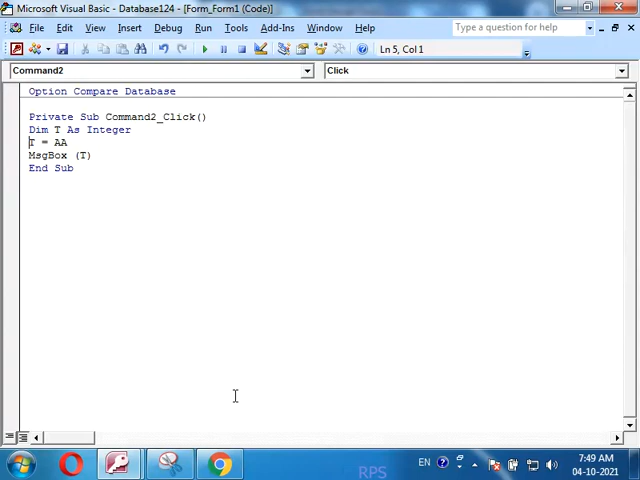 Microsoft Visual Basic - Database124 - [Form_Form1 (Code)]
File Edit View Insert Debug Run Tools Add-Ins Window Help Type a question for help
Ln 5, Col 1
Command2 Click
Option Compare Database
Private Sub Command2_Click()
Dim T As Integer
T = AA
MsgBox (T)
End Sub
RPS
EN
7:49 AM
04-10-2021